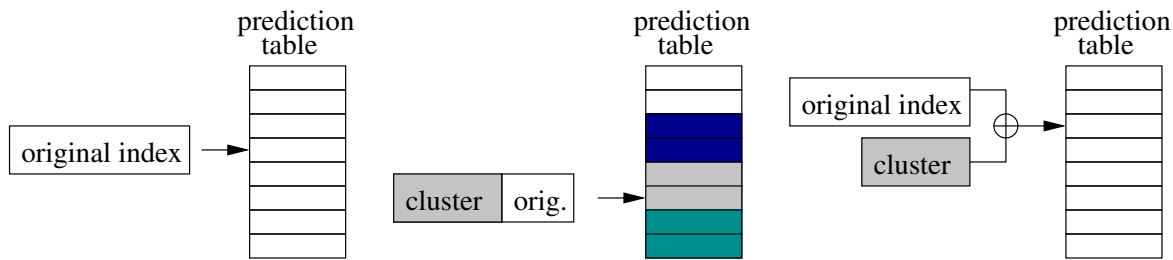 prediction
table
original index
prediction
table
cluster
orig.
prediction
table
original index
cluster